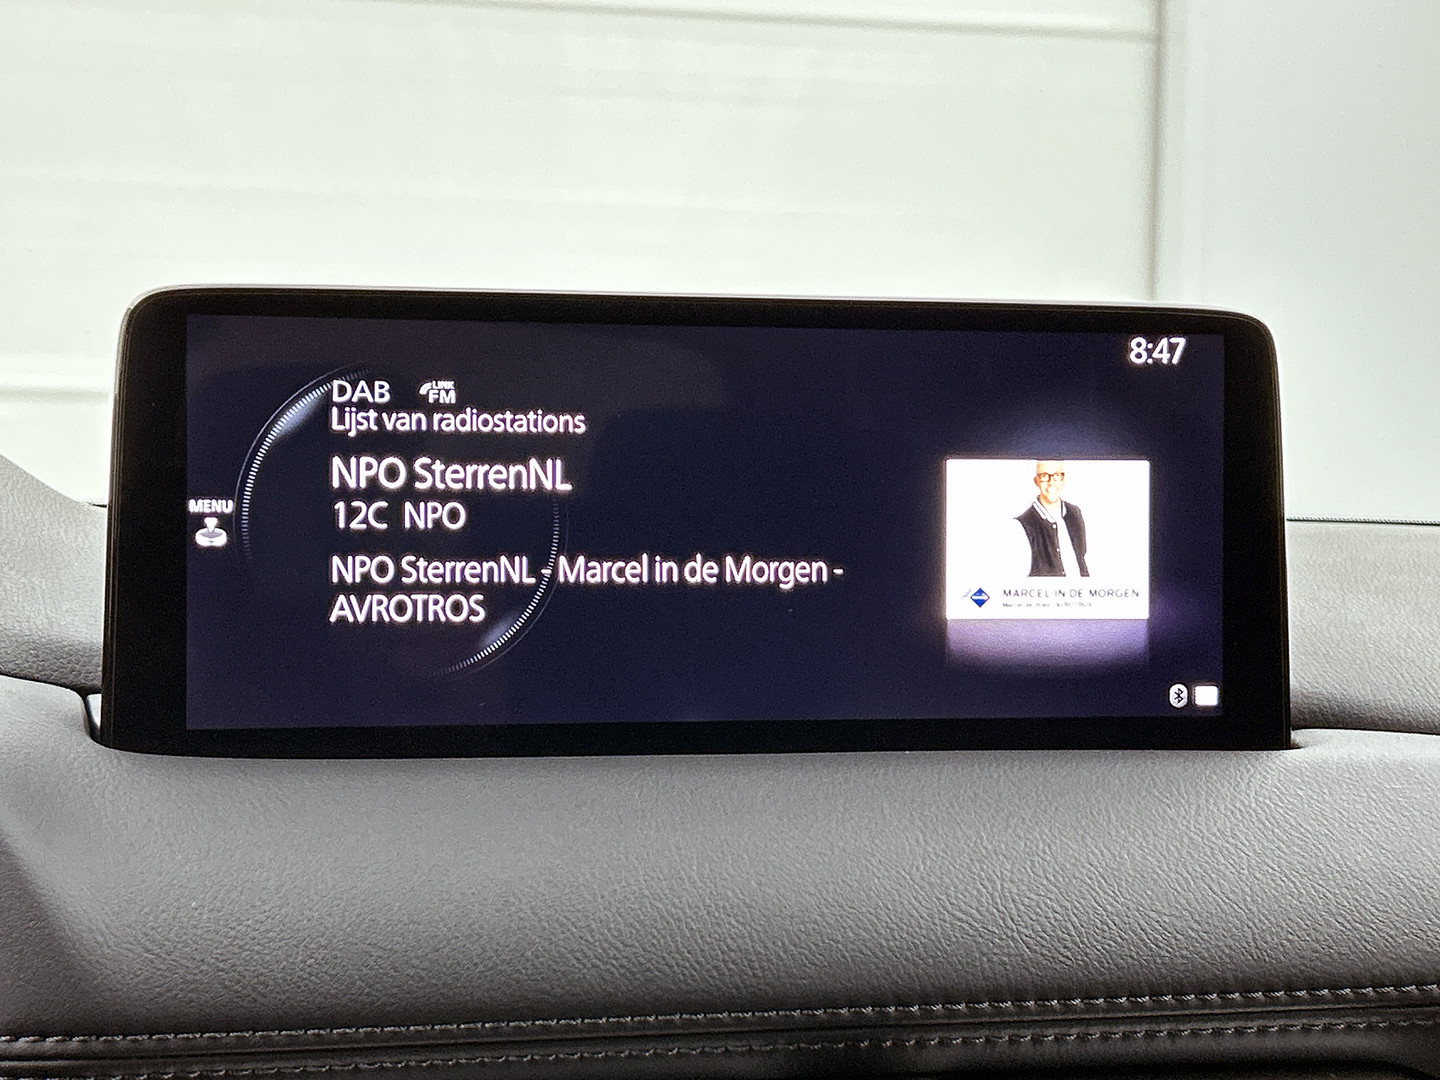 8:47
DAB LINK FM
Lijst van radiostations
NPO SterrenNL
MENU
12C NPO
NPO SterrenNL - Marcel in de Morgen -
AVROTROS
MARCEL IN DE MORGEN